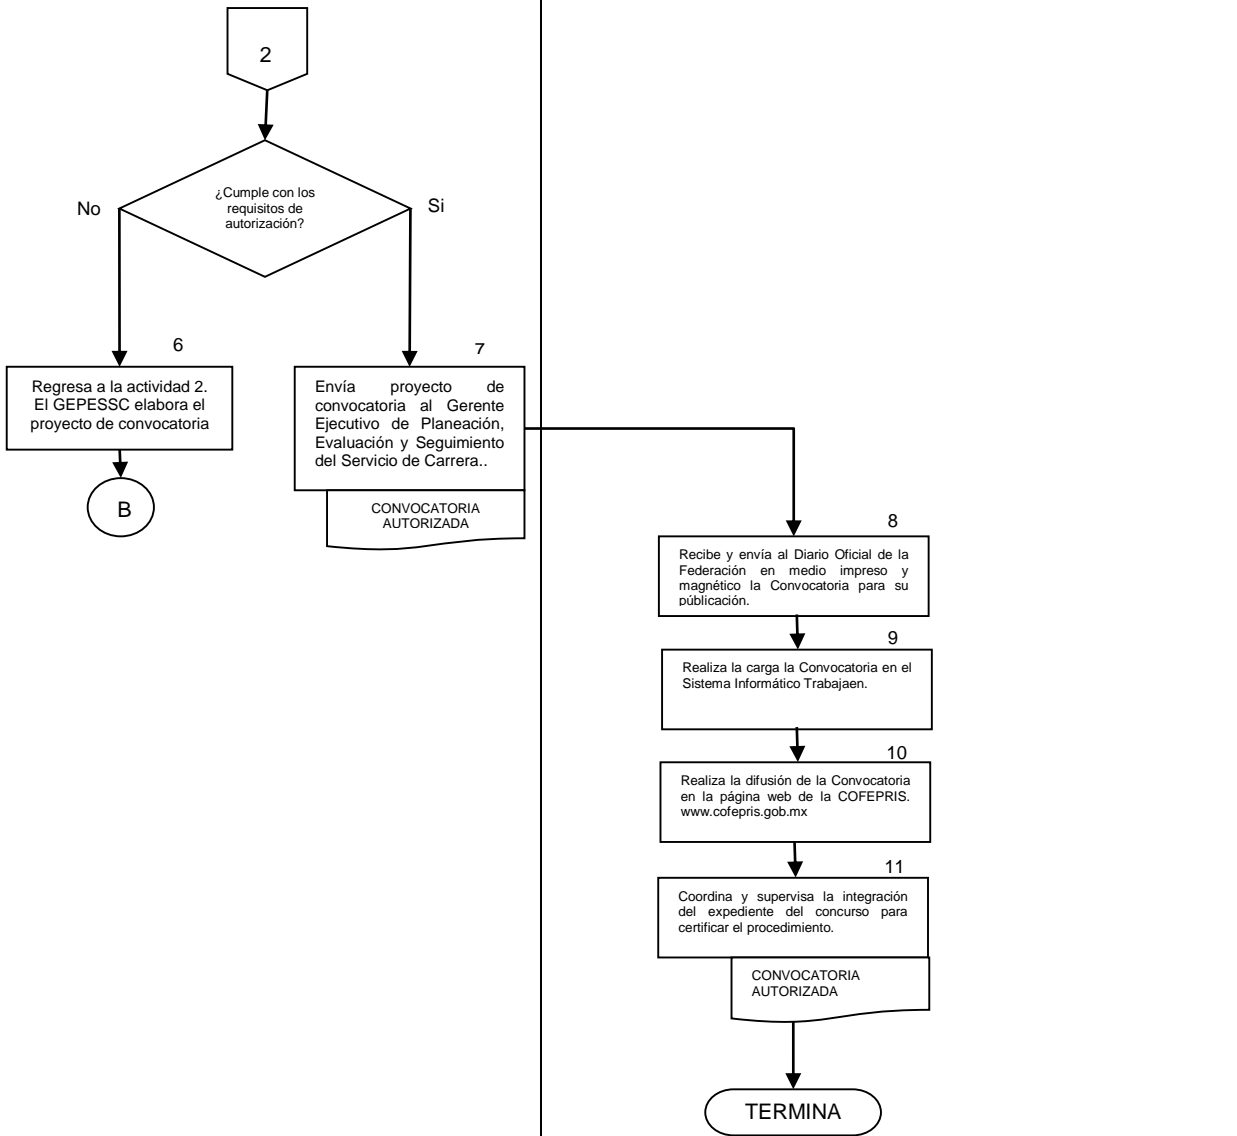 2
¿Cumple con los
requisitos de
autorización?
No
Si
6
Regresa a la actividad 2.
El GEPESSC elabora el
proyecto de convocatoria
B
7
Envía proyecto de
convocatoria al Gerente
Ejecutivo de Planeación,
Evaluación y Seguimiento
del Servicio de Carrera..
CONVOCATORIA
AUTORIZADA
8
Recibe y envía al Diario Oficial de la
Federación en medio impreso y
magnético la Convocatoria para su
públicación.
9
Realiza la carga la Convocatoria en el
Sistema Informático Trabajaen.
10
Realiza la difusión de la Convocatoria
en la página web de la COFEPRIS.
www.cofepris.gob.mx
11
Coordina y supervisa la integración
del expediente del concurso para
certificar el procedimiento.
CONVOCATORIA
AUTORIZADA
TERMINA